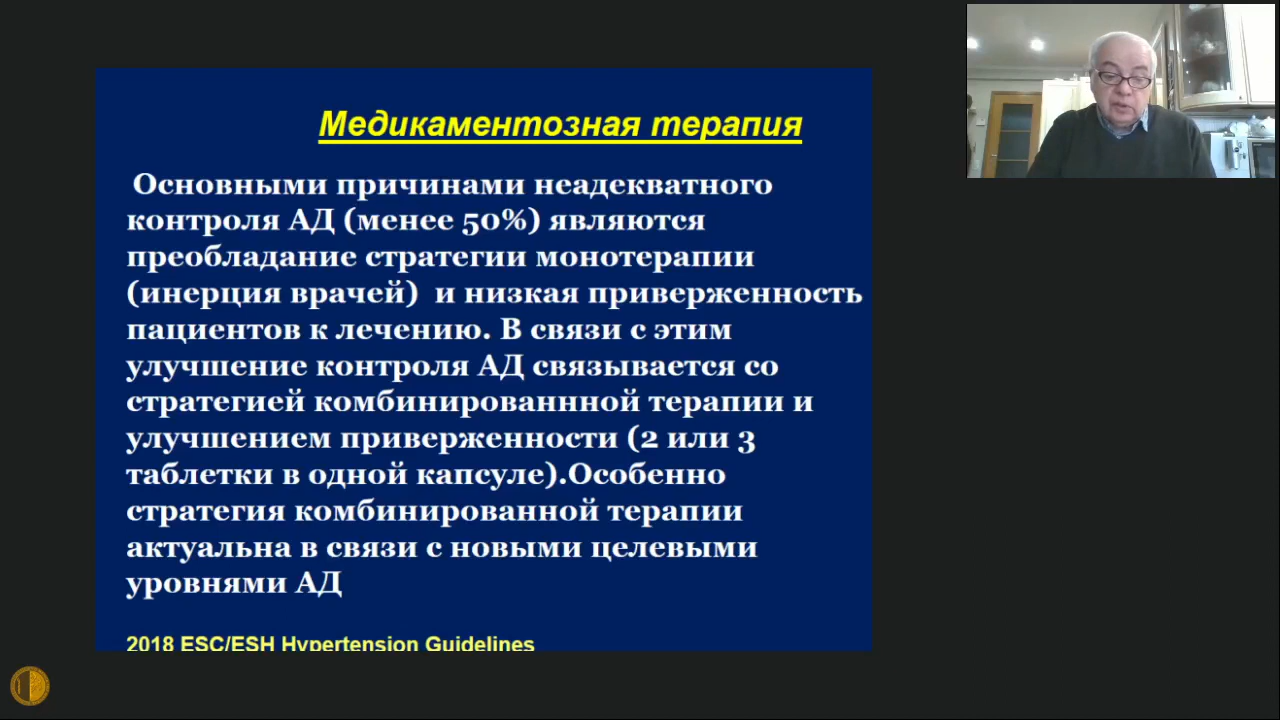 Медикаментозная терапия
Основными причинами неадекватного
контроля АД (менее 50%) являются
преобладание стратегии монотерапии
(инерция врачей) и низкая приверженность
пациентов к лечению. В связи с этим
улучшение контроля АД связывается со
стратегией комбинированнной терапии и
улучшением приверженности (2 или 3
таблетки в одной капсуле).Особенно
стратегия комбинированной терапии
актуальна в связи с новыми целевыми
уровнями АД
2018 ESC/ESH Hypertension Guidelines